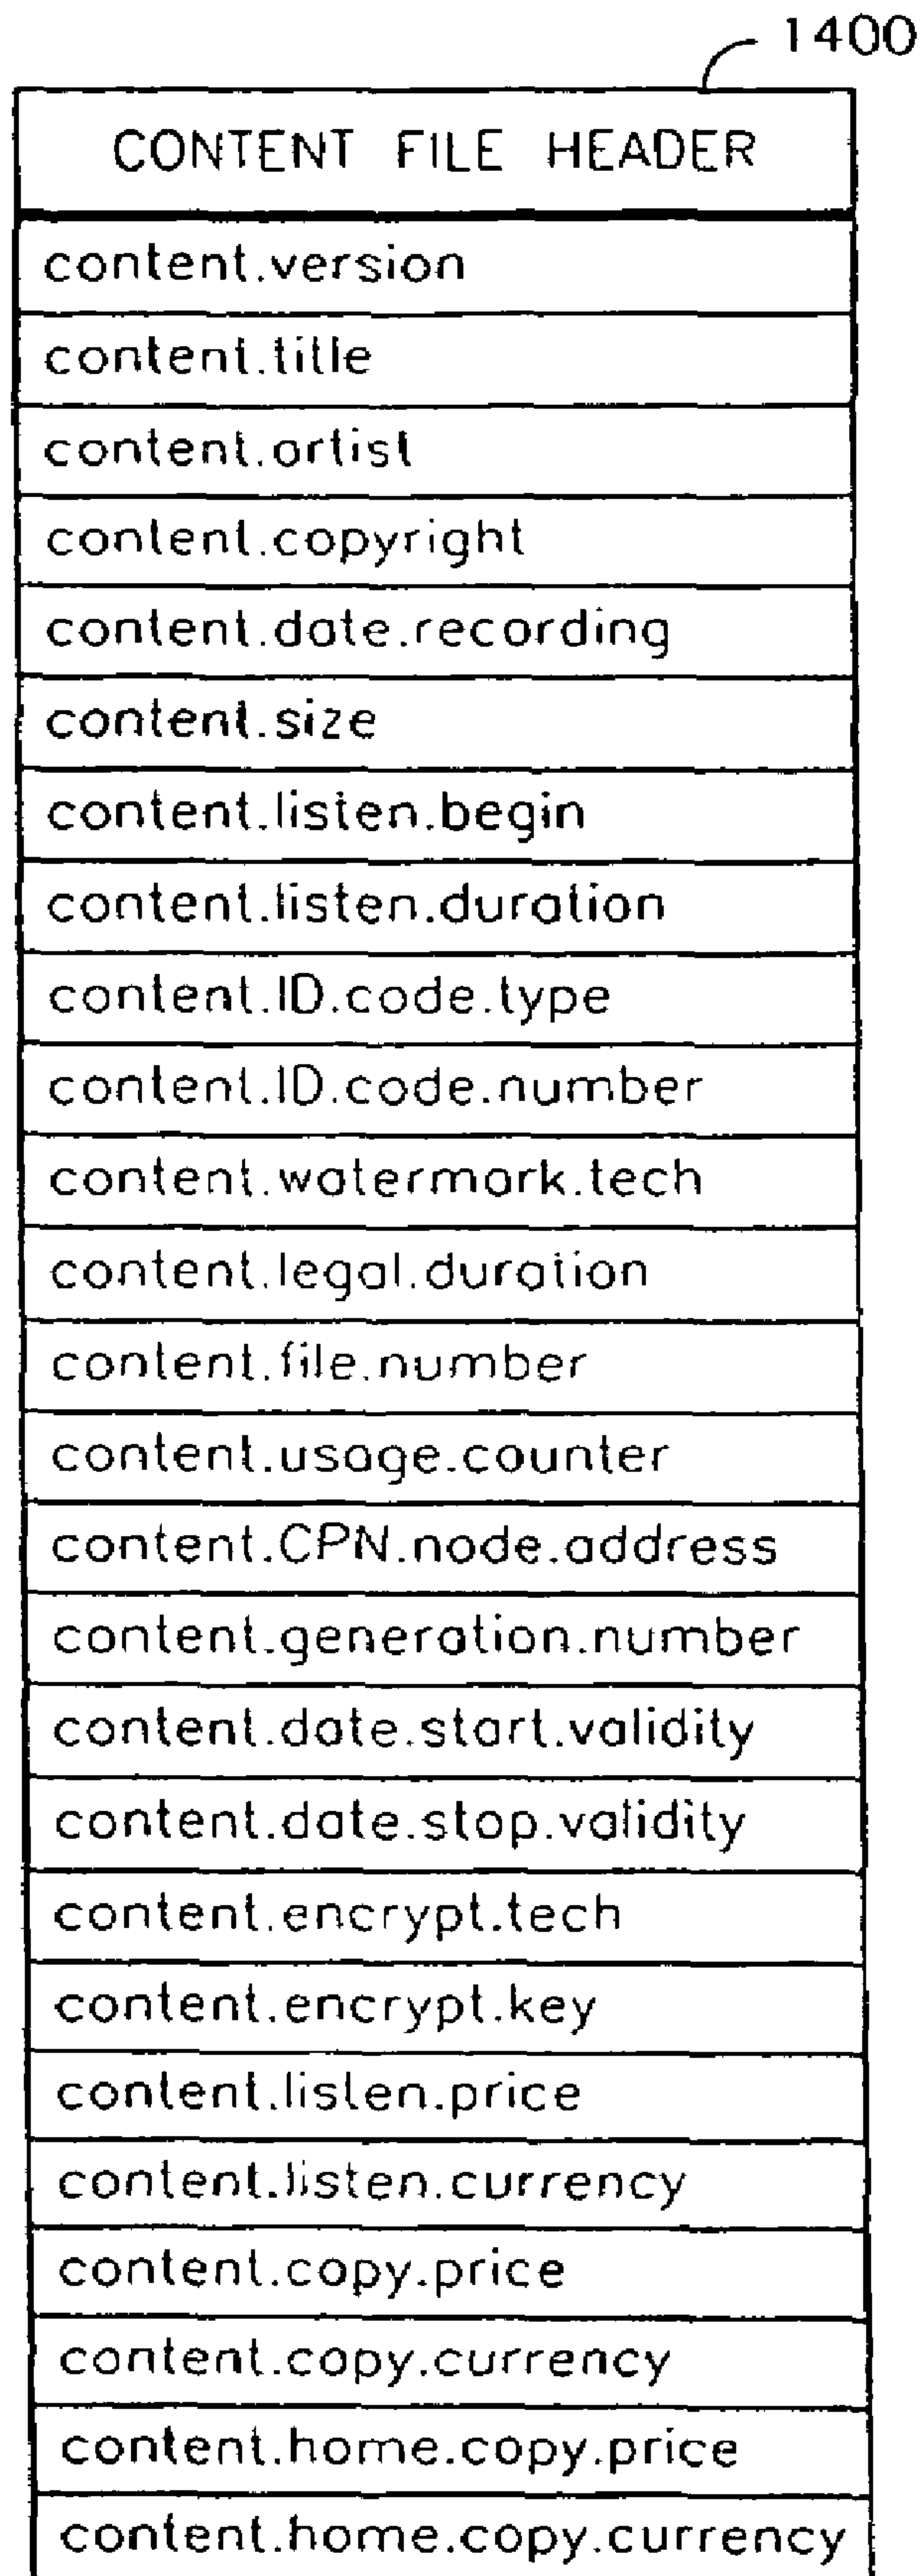 1400
CONTENT FILE HEADER
content.version
content.title
content.artist
content.copyright
content.date.recording
content.size
content.listen.begin
content.listen.duration
content.ID.code.type
content.ID.code.number
content.watermark.tech
content.legal.duration
content.file.number
content.usage.counter
content.CPN.node.address
content.generation.number
content.date.start.validity
content.date.stop.validity
content.encrypt.tech
content.encrypt.key
content.listen.price
content.listen.currency
content.copy.price
content.copy.currency
content.home.copy.price
content.home.copy.currency